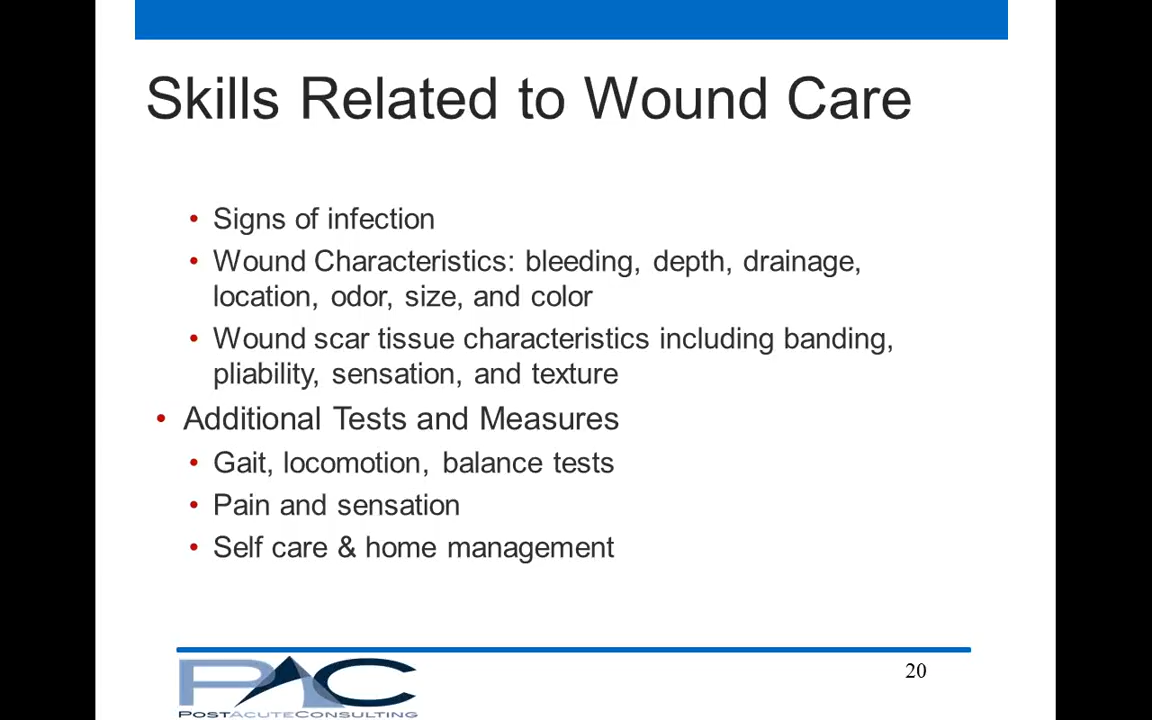 Skills Related to Wound Care
• Signs of infection
• Wound Characteristics: bleeding, depth, drainage,
location, odor, size, and color
• Wound scar tissue characteristics including banding,
pliability, sensation, and texture
• Additional Tests and Measures
• Gait, locomotion, balance tests
• Pain and sensation
• Self care & home management
20
PAC
POSTACUTECONSULTING